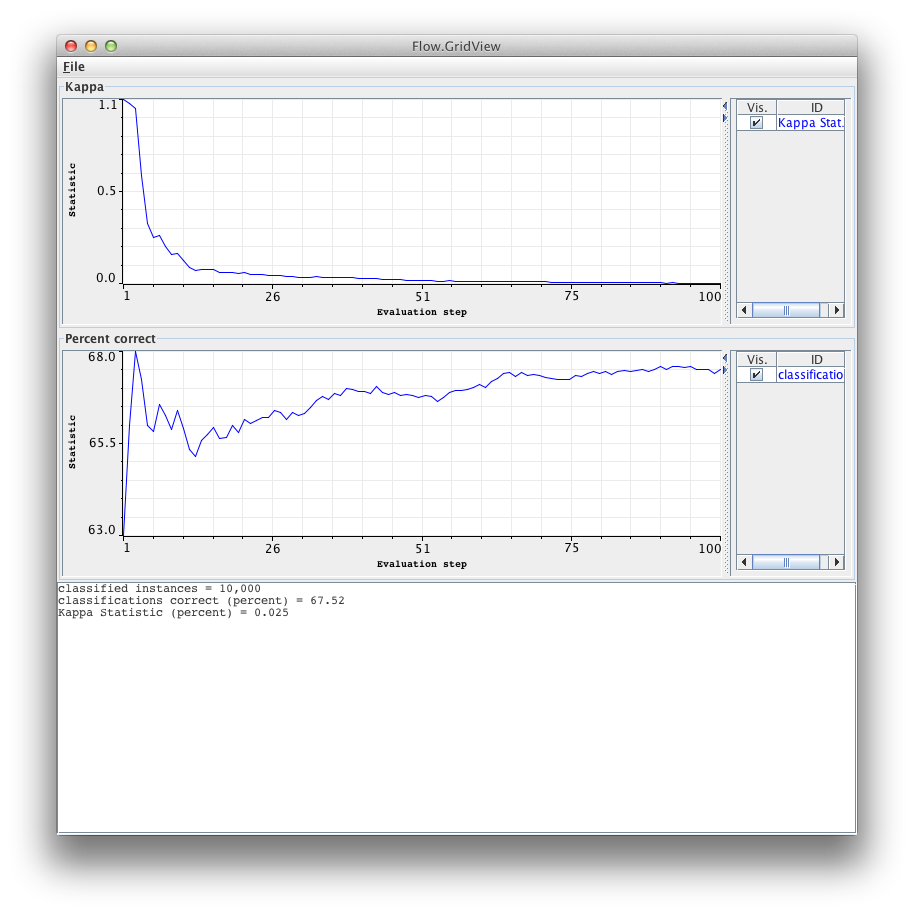 Flow.GridView
File
Kappa
1.1
0.5
0.0
Statistic
1 26 51 75 100
Evaluation step
Vis. ID
Kappa Stat.
Percent correct
68.0
65.5
63.0
Statistic
1 26 51 75 100
Evaluation step
Vis. ID
classificatio
classified instances = 10,000
classifications correct (percent) = 67.52
Kappa Statistic (percent) = 0.025